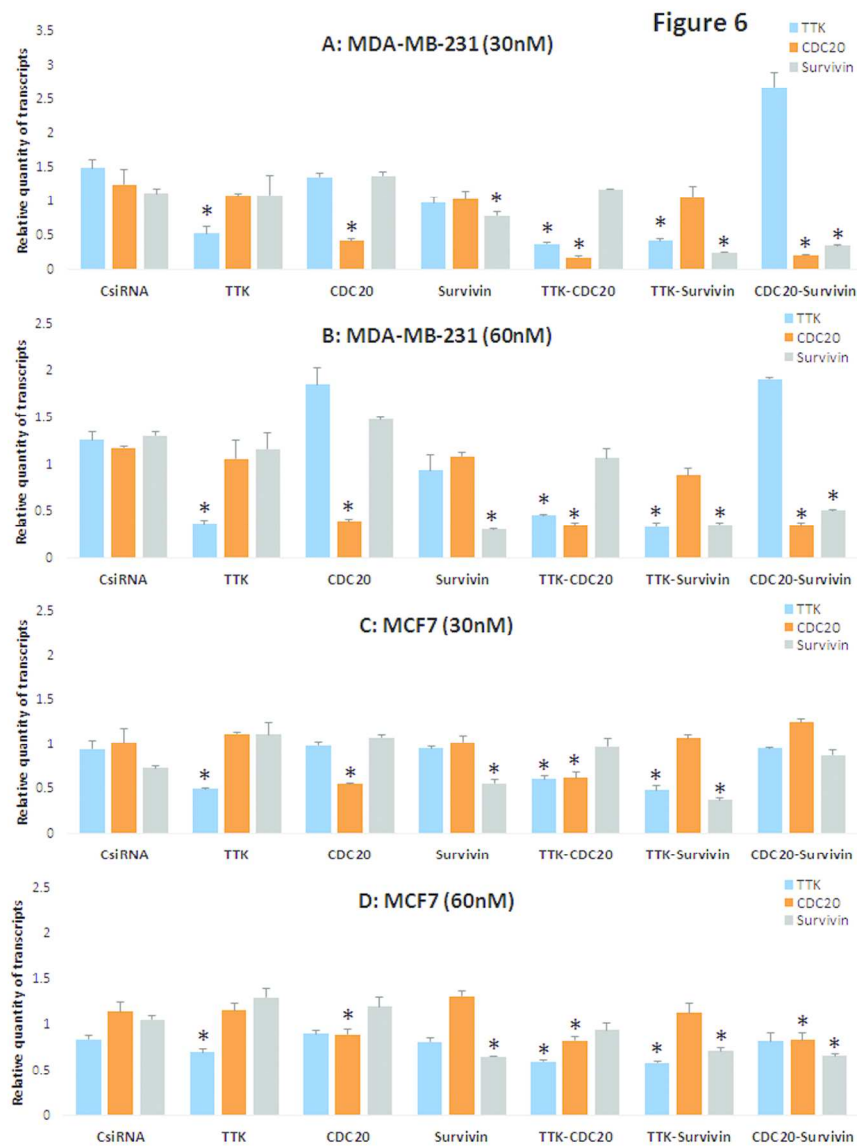 Figure 6
A: MDA-MB-231 (30nM)
TTK
CDC20
Survivin
Relative quantity of transcripts
3.5
3
2.5
2
1.5
1
0.5
0
* * * * * * * * *
CsiRNA TTK CDC20 Survivin TTK-CDC20 TTK-Survivin CDC20-Survivin
B: MDA-MB-231 (60nM)
TTK
CDC20
Survivin
Relative quantity of transcripts
2.5
2
1.5
1
0.5
0
* * * * * * * * *
CsiRNA TTK CDC20 Survivin TTK-CDC20 TTK-Survivin CDC20-Survivin
C: MCF7 (30nM)
TTK
CDC20
Survivin
Relative quantity of transcripts
2.5
2
1.5
1
0.5
0
* * * * * * *
CsiRNA TTK CDC20 Survivin TTK-CDC20 TTK-Survivin CDC20-Survivin
D: MCF7 (60nM)
TTK
CDC20
Survivin
Relative quantity of transcripts
2.5
2
1.5
1
0.5
0
* * * * * * * * *
CsiRNA TTK CDC20 Survivin TTK-CDC20 TTK-Survivin CDC20-Survivin